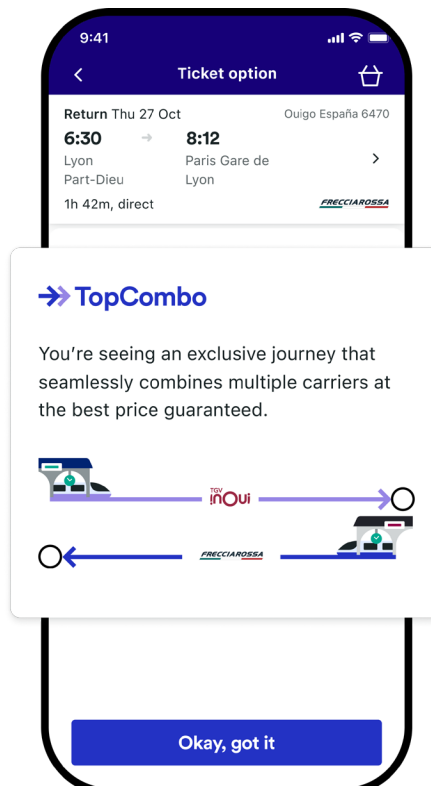 9:41
Ticket option
Return Thu 27 Oct Ouigo España 6470
6:30 → 8:12
Lyon Paris Gare de
Part-Dieu Lyon
1h 42m, direct FRECCIAROSSA
TopCombo
You’re seeing an exclusive journey that
seamlessly combines multiple carriers at
the best price guaranteed.
TGV
inOui
FRECCIAROSSA
Okay, got it